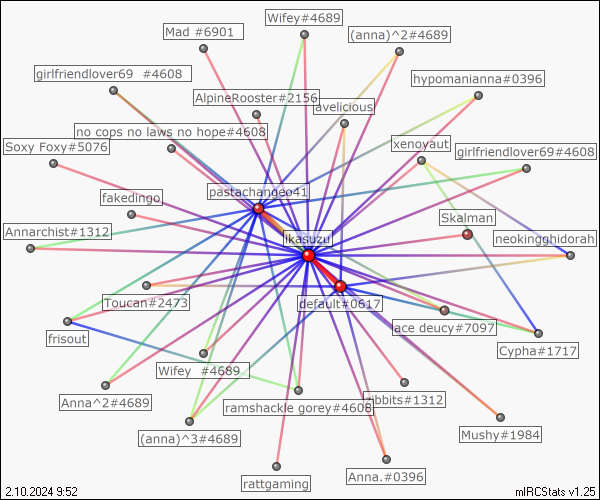 Wifey#4689
Mad #6901
(anna)^2#4689
girlfriendlover69   #4608
hypomanianna#0396
AlpineRooster#2156
avelicious
no cops no laws no hope#4608
Soxy Foxy#5076
xenoyaut
girlfriendlover69#4608
pastachangeo41
fakedingo
Skalman
Annarchist#1312
ikasuzu
neokingghidorah
Toucan#2473
default#0617
ace deucy#7097
frisout
Cypha#1717
Wifey   #4689
Anna^2#4689
ramshackle gorey#4608
ribbits#1312
(anna)^3#4689
Mushy#1984
Anna.#0396
rattgaming
2.10.2024 9:52
mIRCStats v1.25